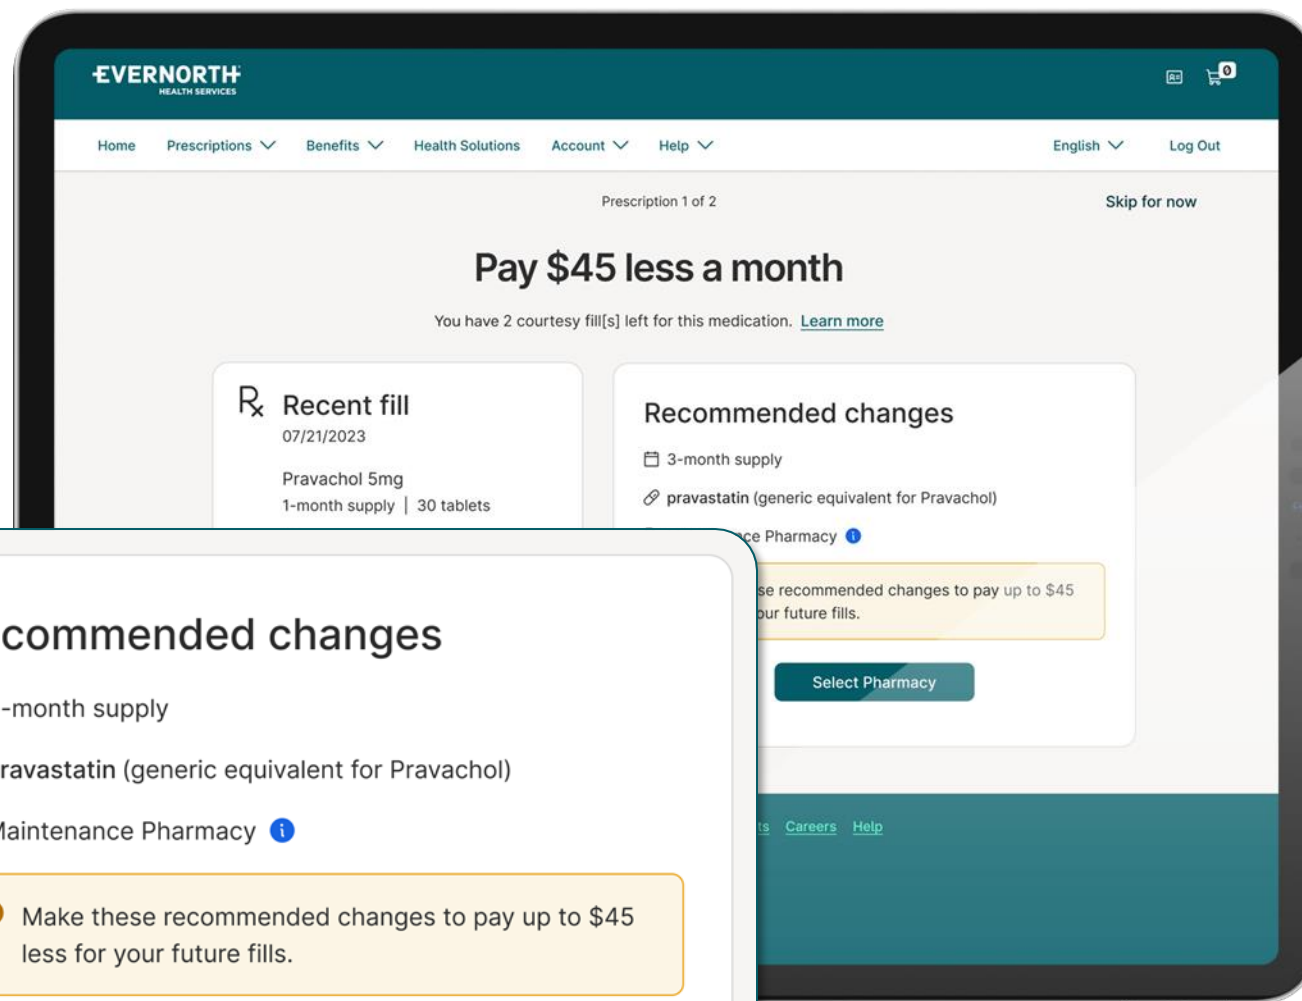 EVERNORTH
HEALTH SERVICES
0
Home Prescriptions Benefits Health Solutions Account Help English Log Out
Prescription 1 of 2
Skip for now
Pay $45 less a month
You have 2 courtesy fill[s] left for this medication. Learn more
Rx Recent fill
07/21/2023
Pravachol 5mg
1-month supply | 30 tablets
Recommended changes
3-month supply
pravastatin (generic equivalent for Pravachol)
ce Pharmacy i
se recommended changes to pay up to $45
our future fills.
Select Pharmacy
ts Careers Help
commended changes
-month supply
ravastatin (generic equivalent for Pravachol)
Maintenance Pharmacy i
Make these recommended changes to pay up to $45
less for your future fills.